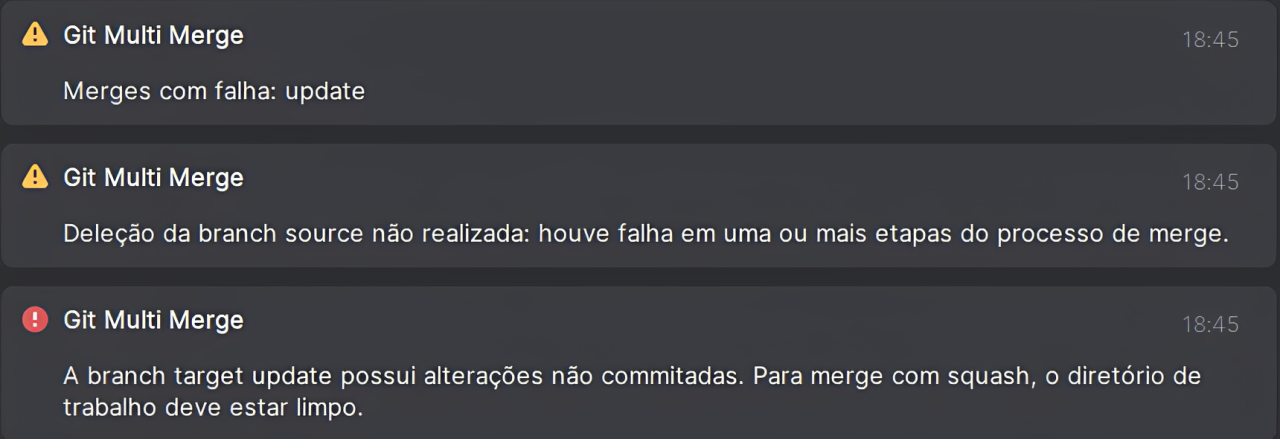 Git Multi Merge
18:45
Merges com falha: update
Git Multi Merge
18:45
Deleção da branch source não realizada: houve falha em uma ou mais etapas do processo de merge.
Git Multi Merge
18:45
A branch target update possui alterações não commitadas. Para merge com squash, o diretório de
trabalho deve estar limpo.